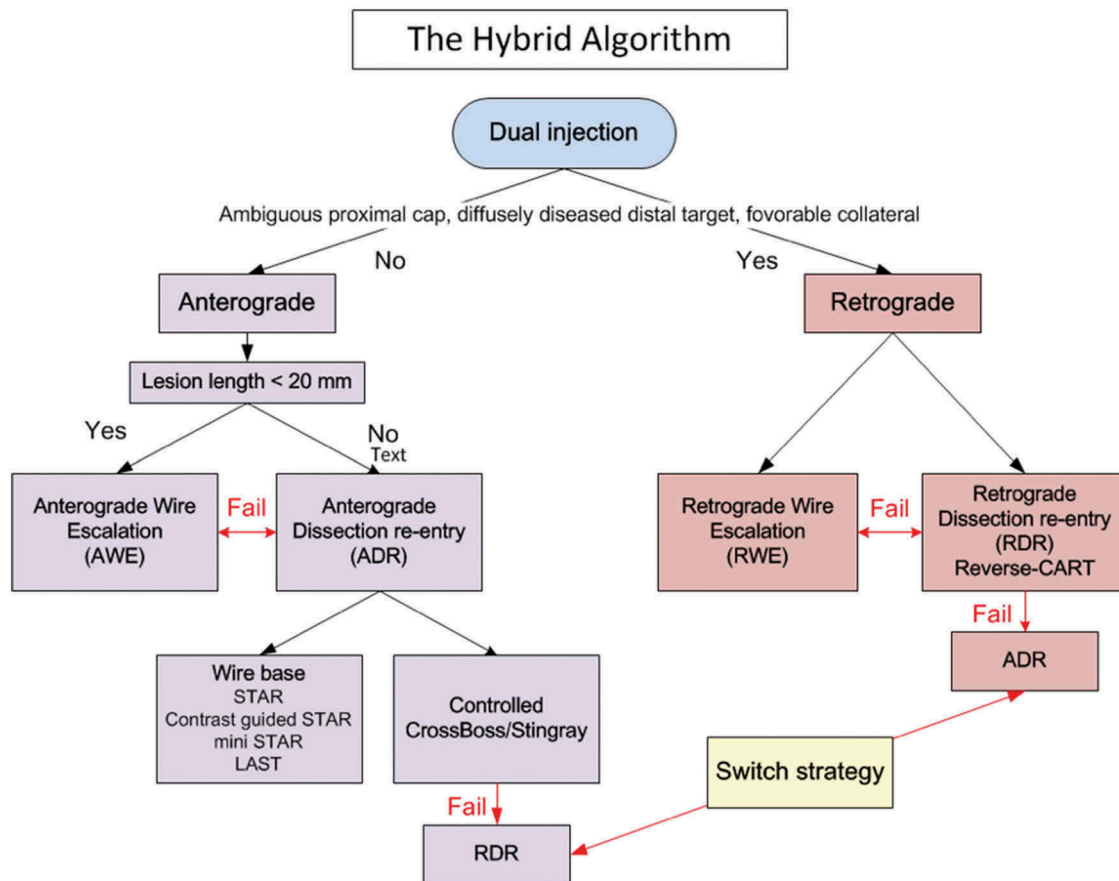 The Hybrid Algorithm
Dual injection
Ambiguous proximal cap, diffusely diseased distal target, fovorable collateral
No
Yes
Anterograde
Retrograde
Lesion length < 20 mm
Yes
No
Text
Anterograde Wire
Escalation
(AWE)
Fail
Anterograde
Dissection re-entry
(ADR)
Retrograde Wire
Escalation
(RWE)
Fail
Retrograde
Dissection re-entry
(RDR)
Reverse-CART
Fail
ADR
Wire base
STAR
Contrast guided STAR
mini STAR
LAST
Controlled
CrossBoss/Stingray
Switch strategy
Fail
RDR